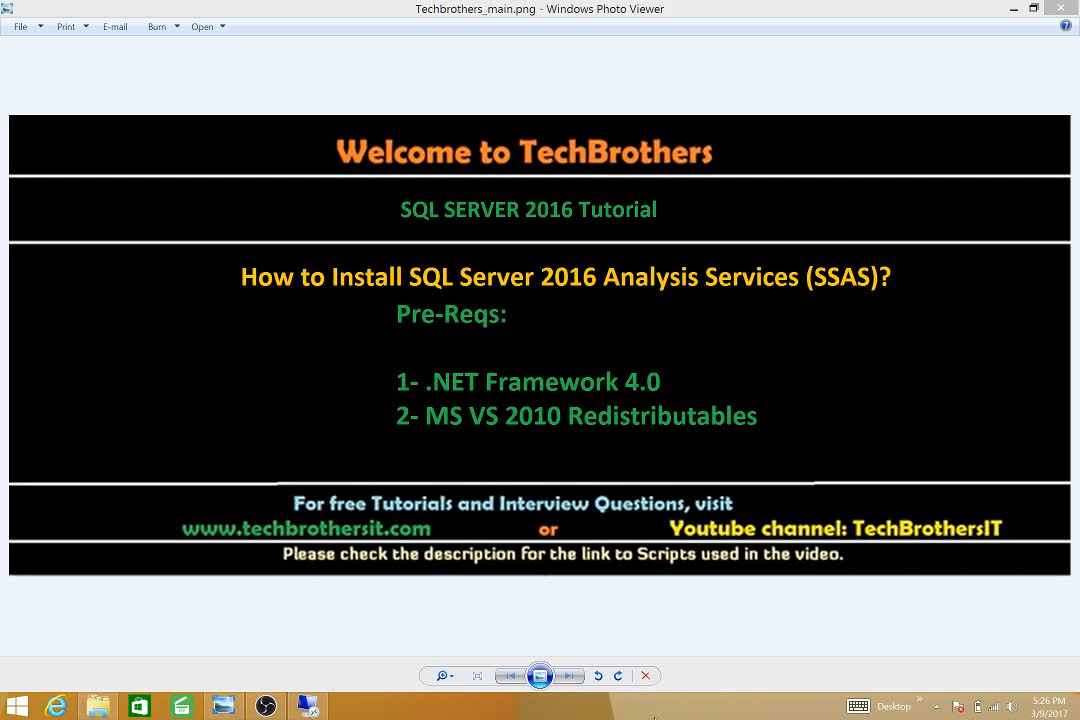 Techbrothers_main.png - Windows Photo Viewer
File Print E-mail Burn Open
Welcome to TechBrothers
SQL SERVER 2016 Tutorial
How to Install SQL Server 2016 Analysis Services (SSAS)?
Pre-Reqs:
1- .NET Framework 4.0
2- MS VS 2010 Redistributables
For free Tutorials and Interview Questions, visit
www.techbrothersit.com or Youtube channel: TechBrothersIT
Please check the description for the link to Scripts used in the video.
Desktop
5:26 PM
3/9/2017